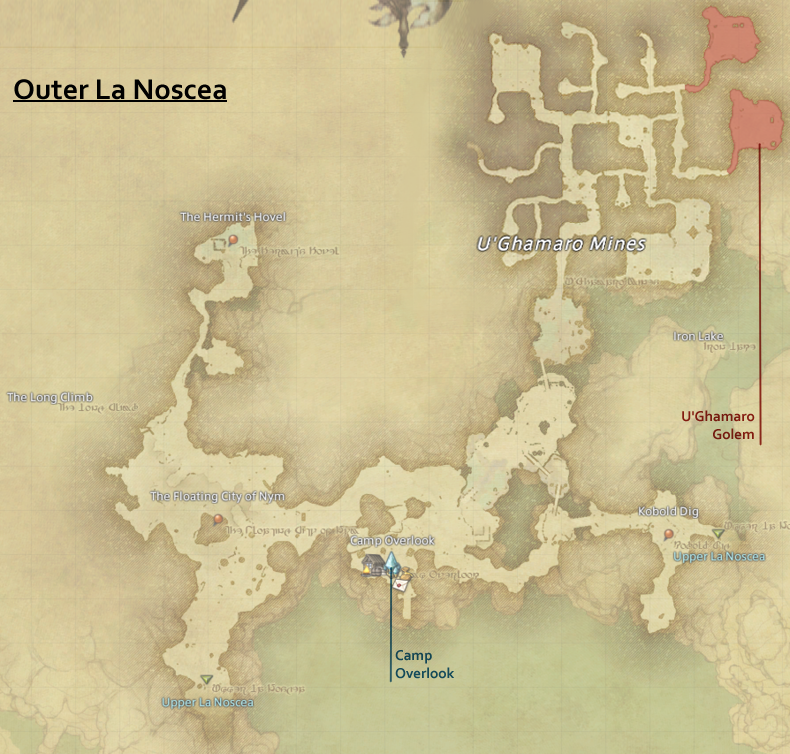 Outer La Noscea
The Hermit's Hovel
U'Ghamaro Mines
Iron Lake
The Long Climb
U'Ghamaro
Golem
The Floating City of Nym
Kobold Dig
Camp Overlook
Upper La Noscea
Camp
Overlook
Upper La Noscea